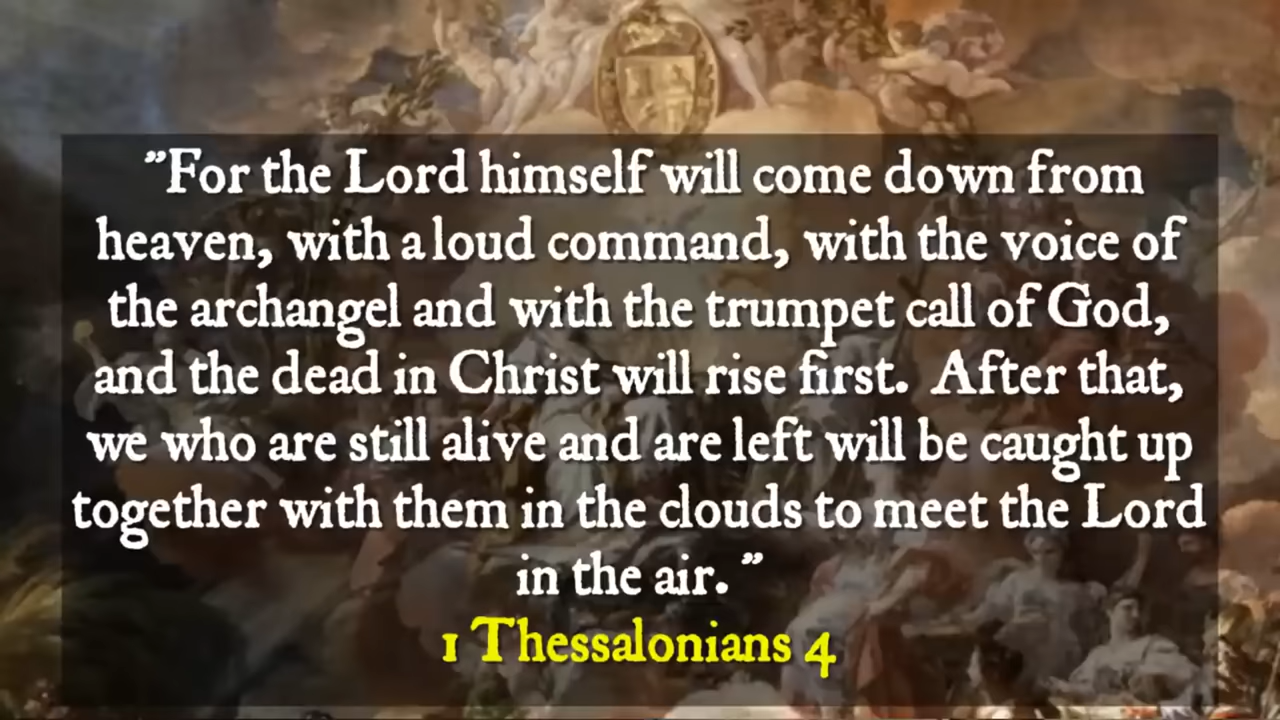 "For the Lord himself will come down from
heaven, with a loud command, with the voice of
the archangel and with the trumpet call of God,
and the dead in Christ will rise first. After that,
we who are still alive and are left will be caught up
together with them in the clouds to meet the Lord
in the air. "
1 Thessalonians 4